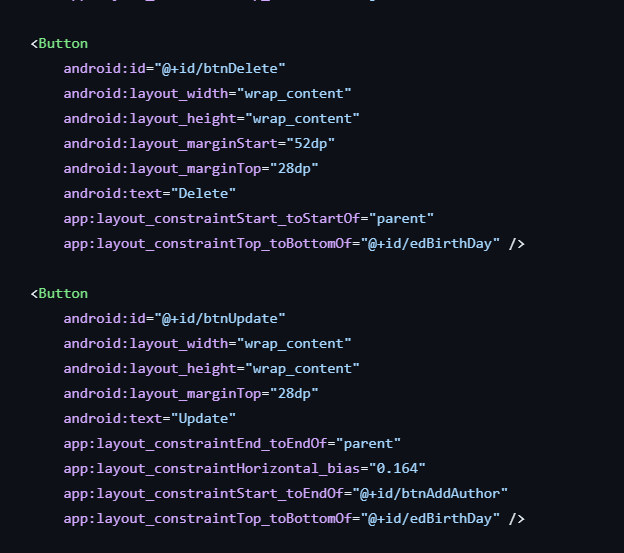 <Button
android:id="@+id/btnDelete"
android:layout_width="wrap_content"
android:layout_height="wrap_content"
android:layout_marginStart="52dp"
android:layout_marginTop="28dp"
android:text="Delete"
app:layout_constraintStart_toStartOf="parent"
app:layout_constraintTop_toBottomOf="@+id/edBirthDay" />
<Button
android:id="@+id/btnUpdate"
android:layout_width="wrap_content"
android:layout_height="wrap_content"
android:layout_marginTop="28dp"
android:text="Update"
app:layout_constraintEnd_toEndOf="parent"
app:layout_constraintHorizontal_bias="0.164"
app:layout_constraintStart_toEndOf="@+id/btnAddAuthor"
app:layout_constraintTop_toBottomOf="@+id/edBirthDay" />